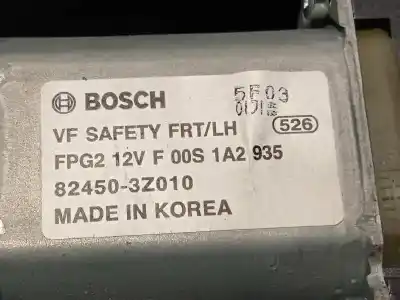 BOSCH 5F03
VF SAFETY FRT/LH 526
FPG2 12V F 00S 1A2 935
82450-3Z010
MADE IN KOREA